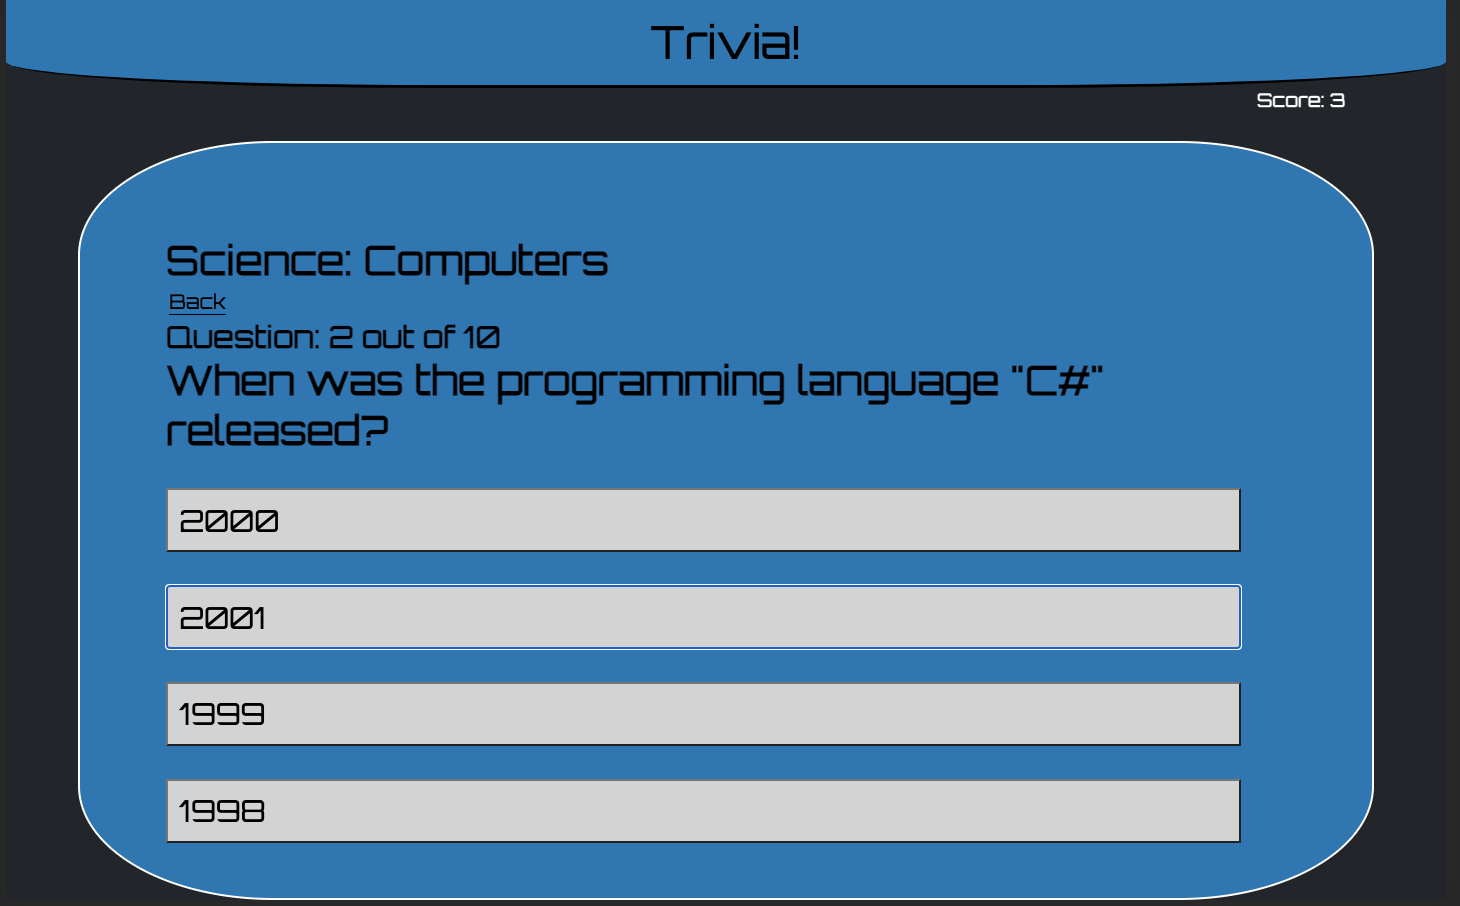 Trivia!
Score: 3
Science: Computers
Back
Question: 2 out of 10
When was the programming language "C#"
released?
2000
2001
1999
1998